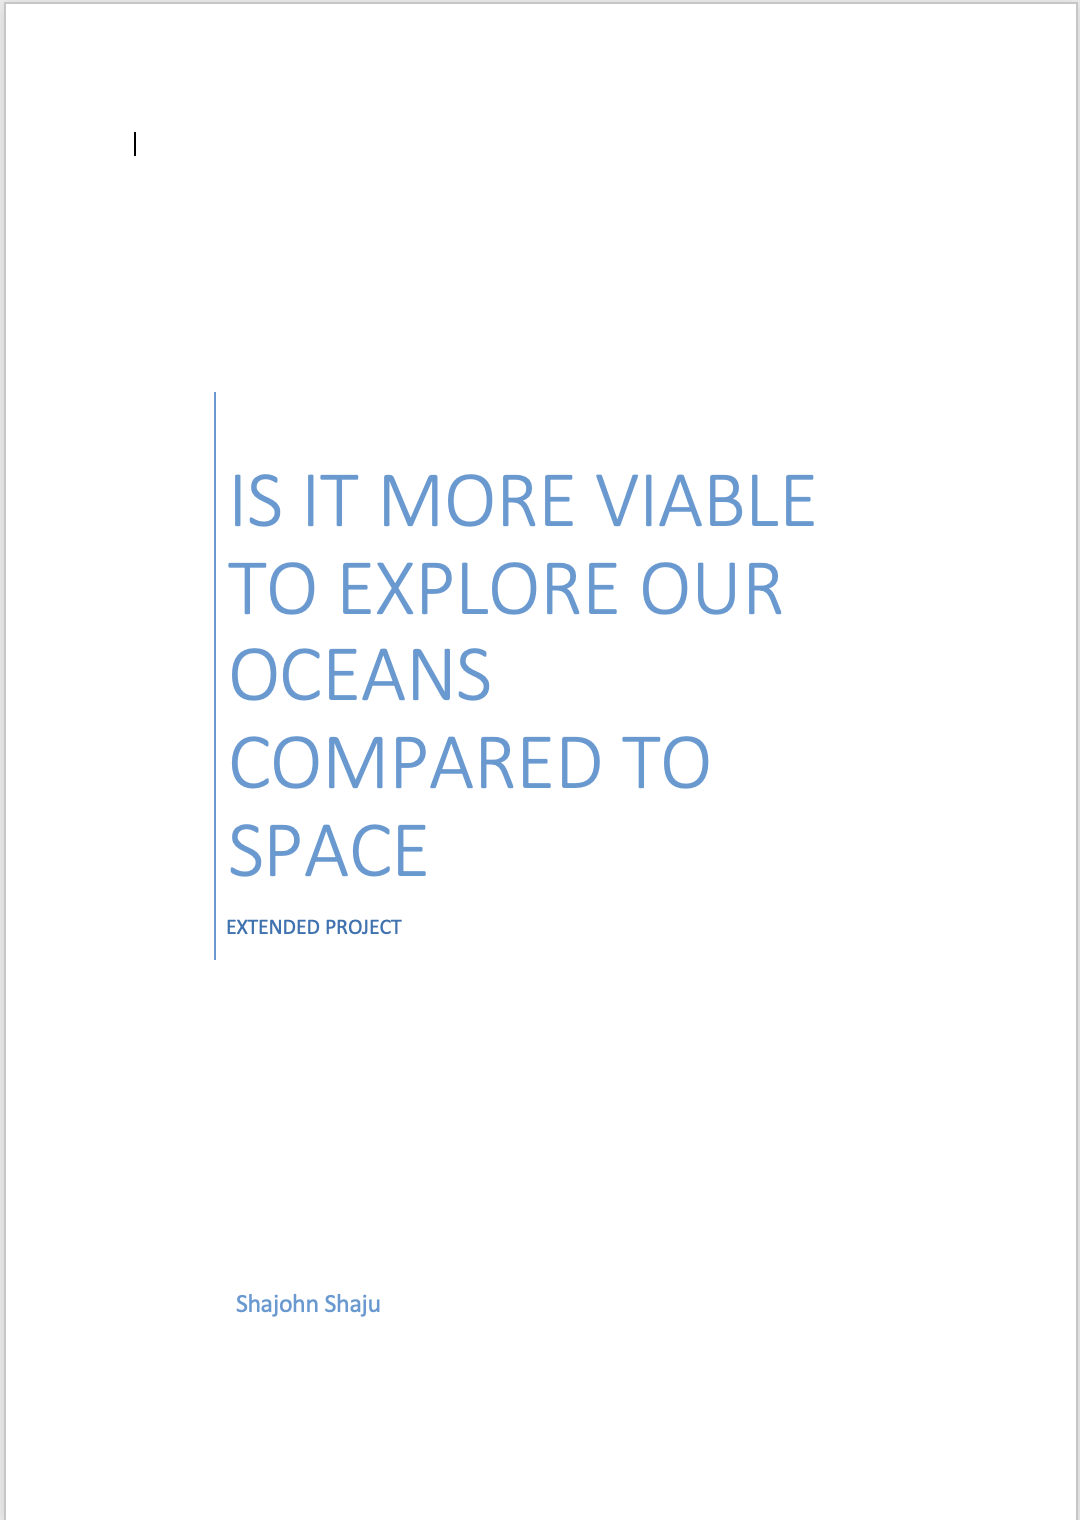 IS IT MORE VIABLE
TO EXPLORE OUR
OCEANS
COMPARED TO
SPACE
EXTENDED PROJECT
Shajohn Shaju